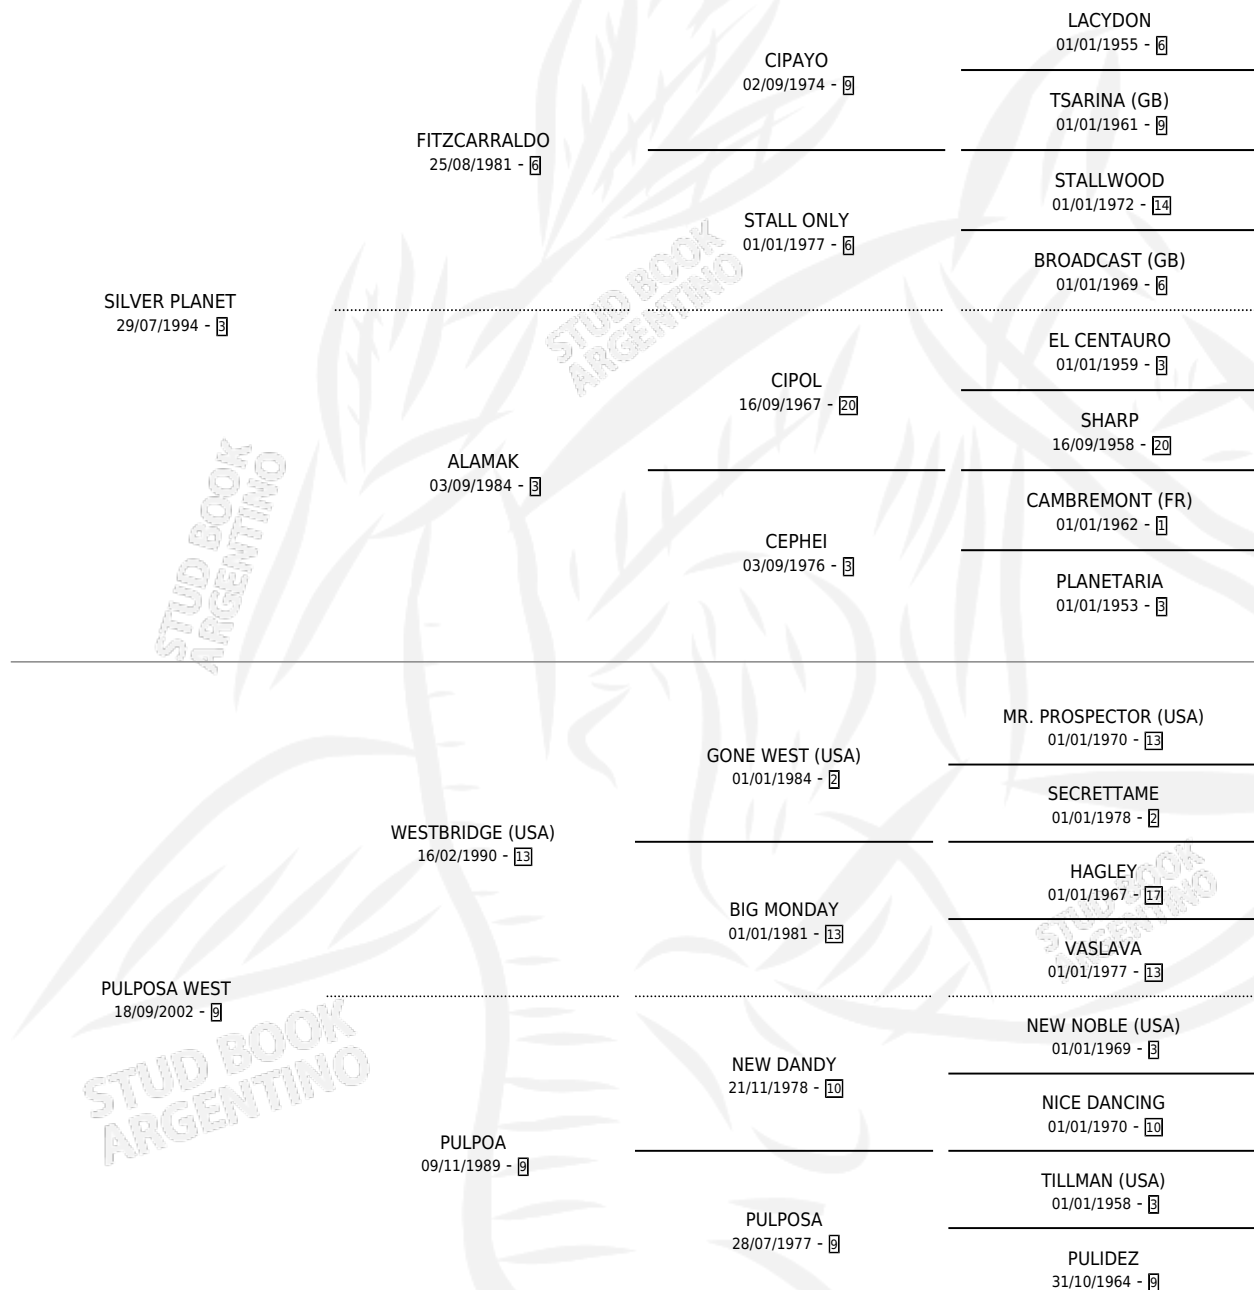 LACYDON
01/01/1955 - 6
CIPAYO
02/09/1974 - 9
TSARINA (GB)
01/01/1961 - 9
FITZCARRALDO
25/08/1981 - 6
STALLWOOD
01/01/1972 - 14
STALL ONLY
01/01/1977 - 6
BROADCAST (GB)
01/01/1969 - 6
SILVER PLANET
29/07/1994 - 3
EL CENTAURO
01/01/1959 - 3
CIPOL
16/09/1967 - 20
SHARP
16/09/1958 - 20
ALAMAK
03/09/1984 - 3
CAMBREMONT (FR)
01/01/1962 - 1
CEPHEI
03/09/1976 - 3
PLANETARIA
01/01/1953 - 3
MR. PROSPECTOR (USA)
01/01/1970 - 13
GONE WEST (USA)
01/01/1984 - 2
SECRETTAME
01/01/1978 - 2
WESTBRIDGE (USA)
16/02/1990 - 13
HAGLEY
01/01/1967 - 17
BIG MONDAY
01/01/1981 - 13
VASLAVA
01/01/1977 - 13
PULPOSA WEST
18/09/2002 - 9
NEW NOBLE (USA)
01/01/1969 - 3
NEW DANDY
21/11/1978 - 10
NICE DANCING
01/01/1970 - 10
PULPOA
09/11/1989 - 9
TILLMAN (USA)
01/01/1958 - 3
PULPOSA
28/07/1977 - 9
PULIDEZ
31/10/1964 - 9
STUD BOOK
ARGENTINO
STUD BOOK
ARGENTINO
STUD BOOK
ARGENTINO
STUD BOOK
ARGENTINO